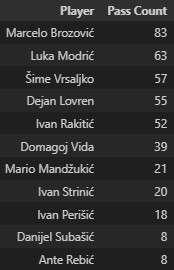 Player Pass Count
Marcelo Brozović 83
Luka Modrić 63
Šime Vrsaljko 57
Dejan Lovren 55
Ivan Rakitić 52
Domagoj Vida 39
Mario Mandžukić 21
Ivan Strinić 20
Ivan Perišić 18
Danijel Subašić 8
Ante Rebić 8